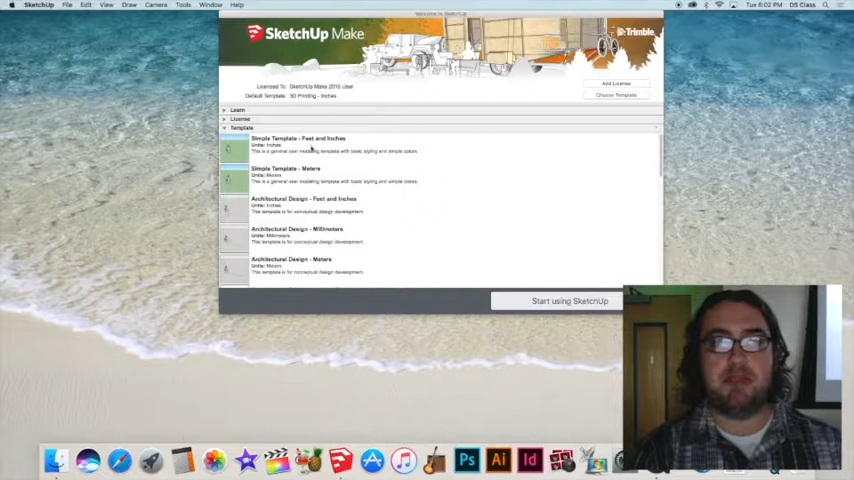 SketchUp File Edit View Draw Camera Tools Window Help
Tue 6:02 PM DS Class
Welcome to SketchUp
SketchUp Make
Trimble
Licensed To: SketchUp Make 2016 User
Default Template: 3D Printing - Inches
Add License
Choose Template
Learn
License
Template
Simple Template - Feet and Inches
Units: Inches
This is a general user modeling template with basic styling and simple colors.
Simple Template - Meters
Units: Meters
This is a general user modeling template with basic styling and simple colors.
Architectural Design - Feet and Inches
Units: Inches
This template is for conceptual design development.
Architectural Design - Millimeters
Units: Millimeters
This template is for conceptual design development.
Architectural Design - Meters
Units: Meters
This template is for conceptual design development.
Start using SketchUp
Ps Ai Id